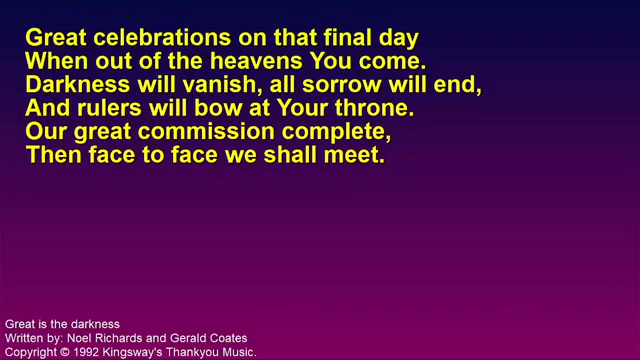 Great celebrations on that final day
When out of the heavens You come.
Darkness will vanish, all sorrow will end,
And rulers will bow at Your throne.
Our great commission complete,
Then face to face we shall meet.
Great is the darkness
Written by: Noel Richards and Gerald Coates
Copyright © 1992 Kingsway's Thankyou Music.